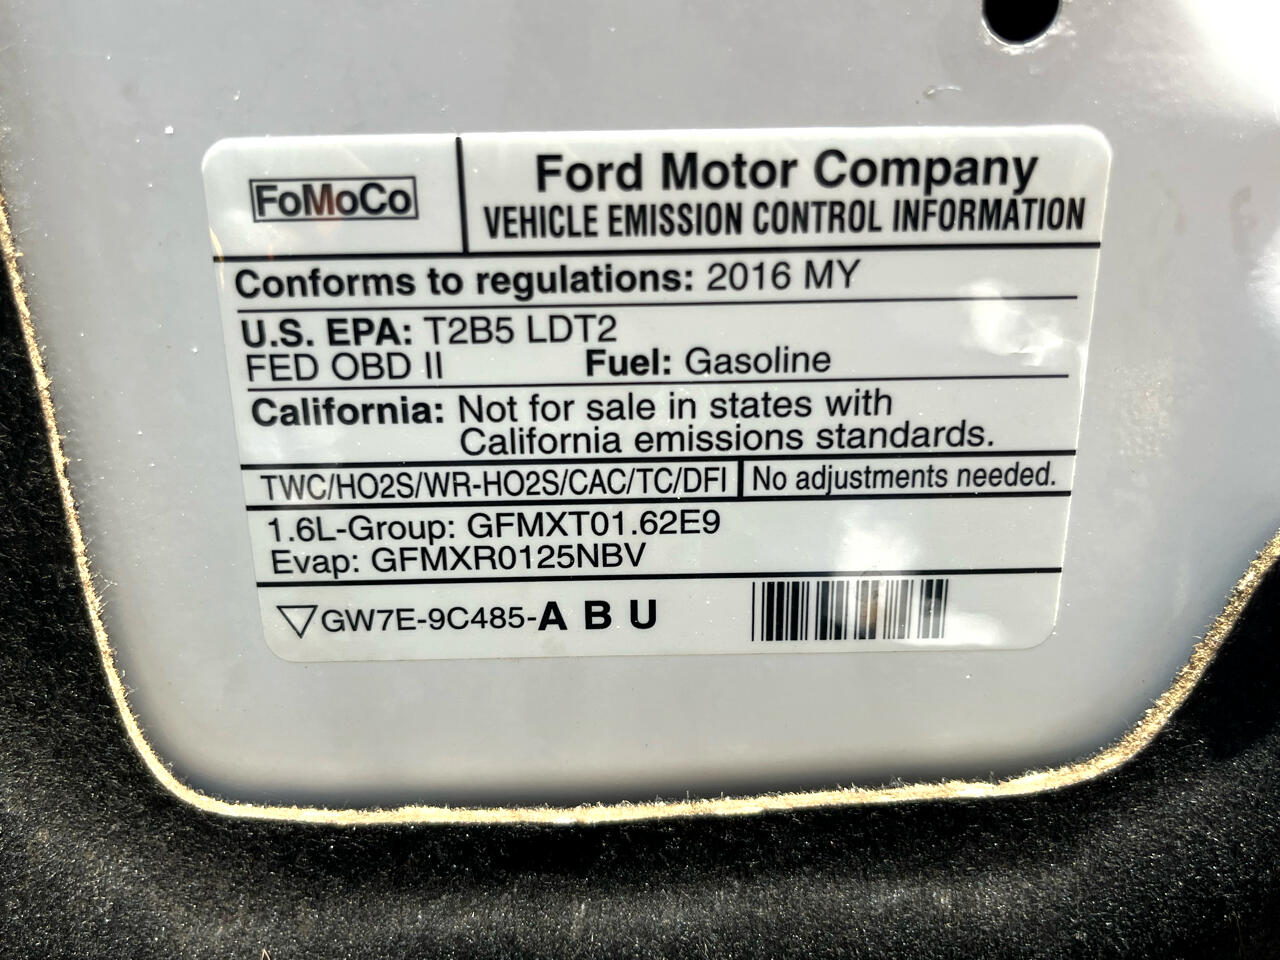 FoMoCo
Ford Motor Company
VEHICLE EMISSION CONTROL INFORMATION
Conforms to regulations: 2016 MY
U.S. EPA: T2B5 LDT2
FED OBD II Fuel: Gasoline
California: Not for sale in states with
California emissions standards.
TWC/HO2S/WR-HO2S/CAC/TC/DFI No adjustments needed.
1.6L-Group: GFMXT01.62E9
Evap: GFMXR0125NBV
▽GW7E-9C485-A B U